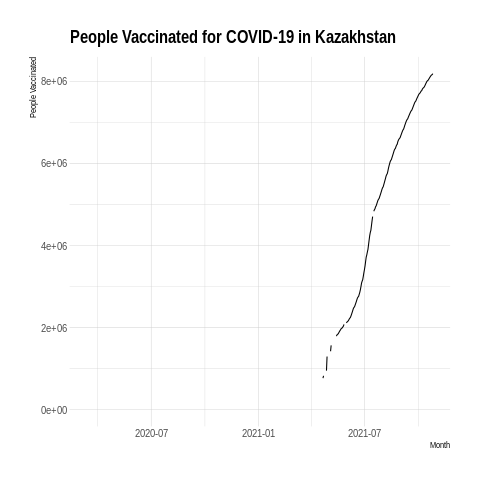 People Vaccinated for COVID-19 in Kazakhstan
People Vaccinated
8e+06
6e+06
4e+06
2e+06
0e+00
2020-07
2021-01
2021-07
Month